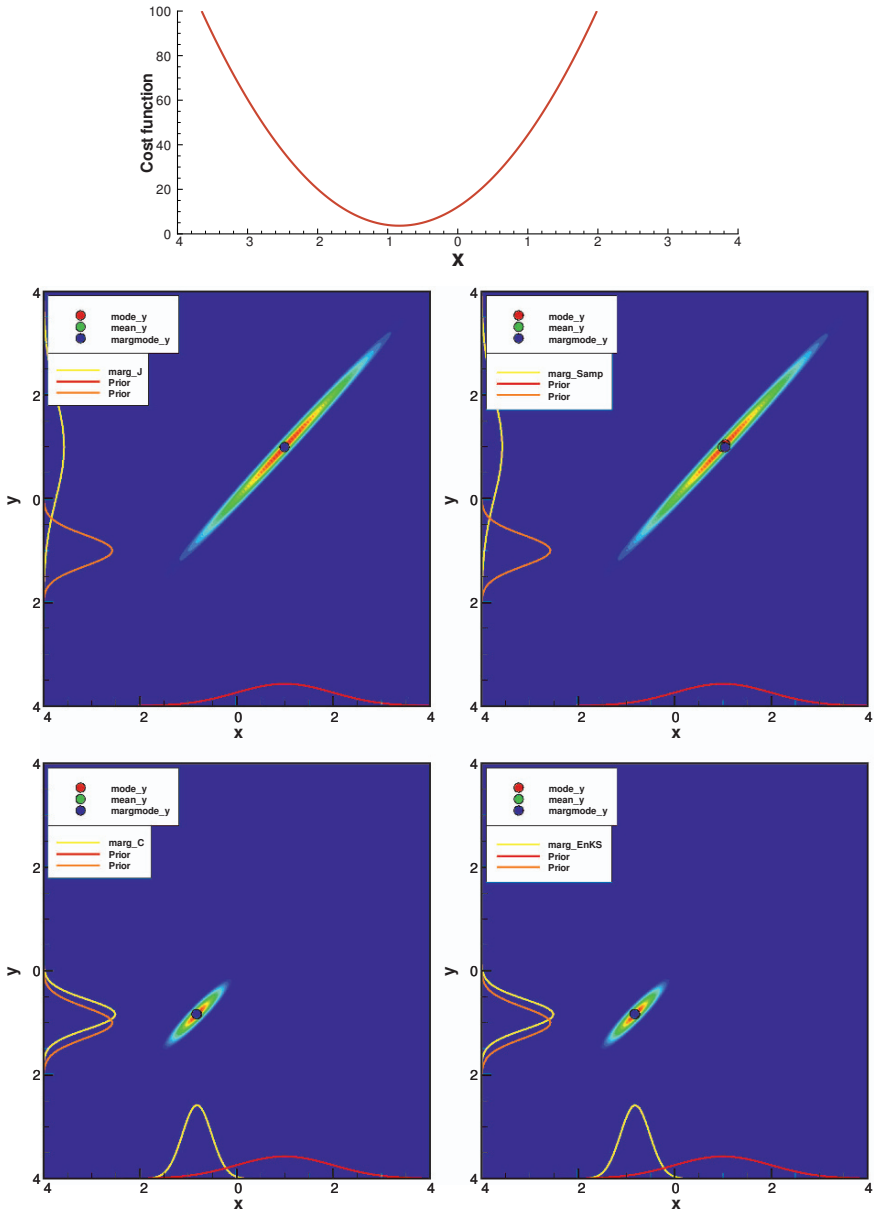 100
80
60
40
20
0
Cost function
4 3 2 1 0 1 2 3 4
x
4
2
0
2
4
y
mode_y
mean_y
margmode_y
marg_J
Prior
Prior
4 2 0 2 4
x
4
2
0
2
4
y
mode_y
mean_y
margmode_y
marg_Samp
Prior
Prior
4 2 0 2 4
x
4
2
0
2
4
y
mode_y
mean_y
margmode_y
marg_C
Prior
Prior
4 2 0 2 4
x
4
2
0
2
4
y
mode_y
mean_y
margmode_y
marg_EnKS
Prior
Prior
4 2 0 2 4
x